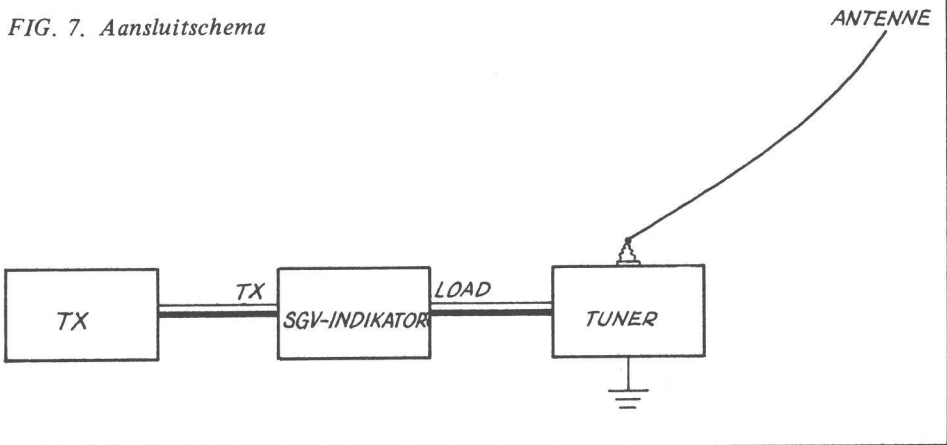 FIG. 7. Aansluitschema
ANTENNE
TX
TX
SGV-INDIKATOR
LOAD
TUNER